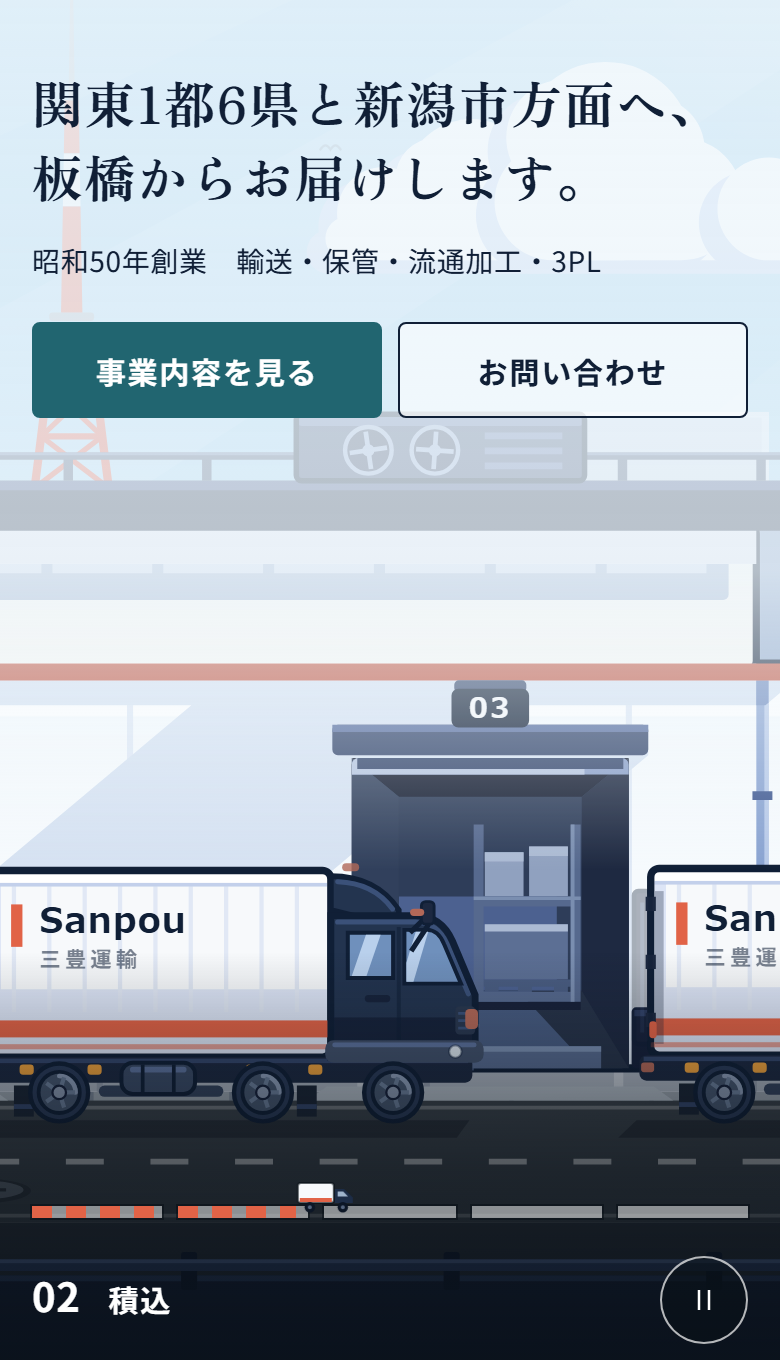 関東1都6県と新潟市方面へ、
板橋からお届けします。
昭和50年創業　輸送・保管・流通加工・3PL
事業内容を見る
お問い合わせ
03
Sanpou
三豊運輸
San
三豊運
02 積込